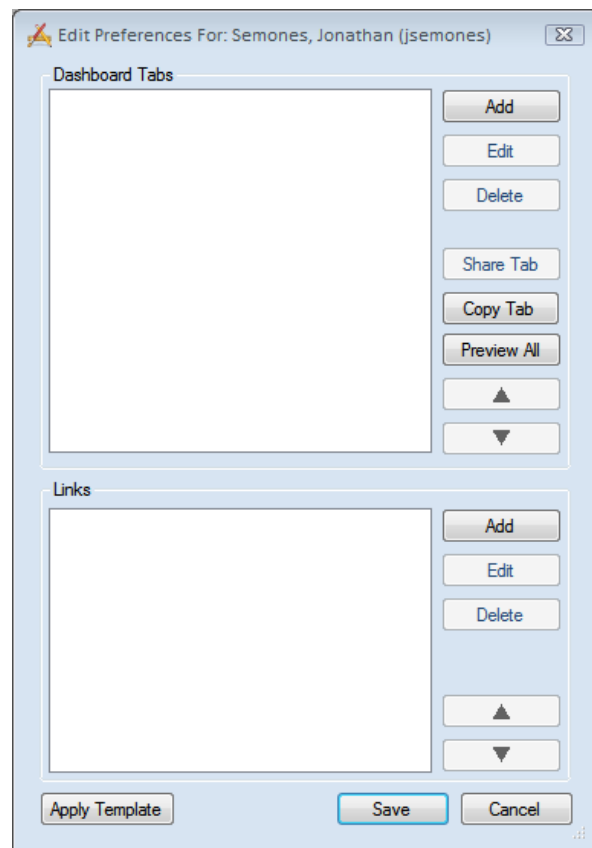 Edit Preferences For: Semones, Jonathan (jsemones)
Dashboard Tabs
Add
Edit
Delete
Share Tab
Copy Tab
Preview All
Links
Add
Edit
Delete
Apply Template
Save
Cancel